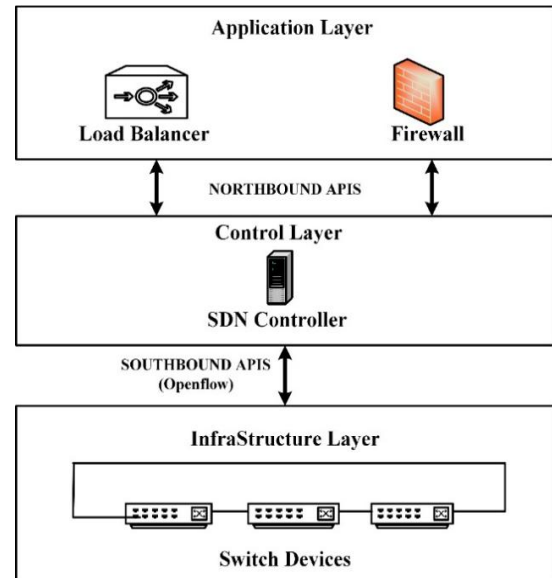 Application Layer
Load Balancer
Firewall
NORTHBOUND APIS
Control Layer
SDN Controller
SOUTHBOUND APIS
(Openflow)
InfraStructure Layer
Switch Devices